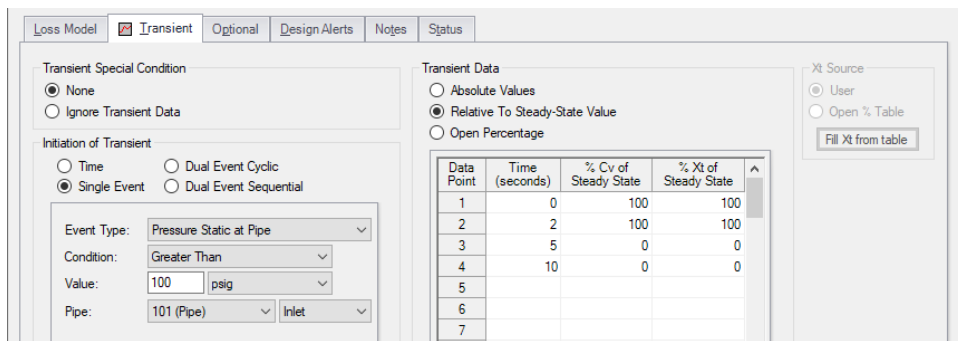 Loss Model Transient Optional Design Alerts Notes Status
Transient Special Condition
None
Ignore Transient Data
Initiation of Transient
Time Dual Event Cyclic
Single Event Dual Event Sequential
Event Type: Pressure Static at Pipe
Condition: Greater Than
Value: 100 psig
Pipe: 101 (Pipe) Inlet
Transient Data
Absolute Values
Relative To Steady-State Value
Open Percentage
Data Time % Cv of % Xt of
Point (seconds) Steady State Steady State
1 0 100 100
2 2 100 100
3 5 0 0
4 10 0 0
5
6
7
Xt Source
User
Open % Table
Fill Xt from table